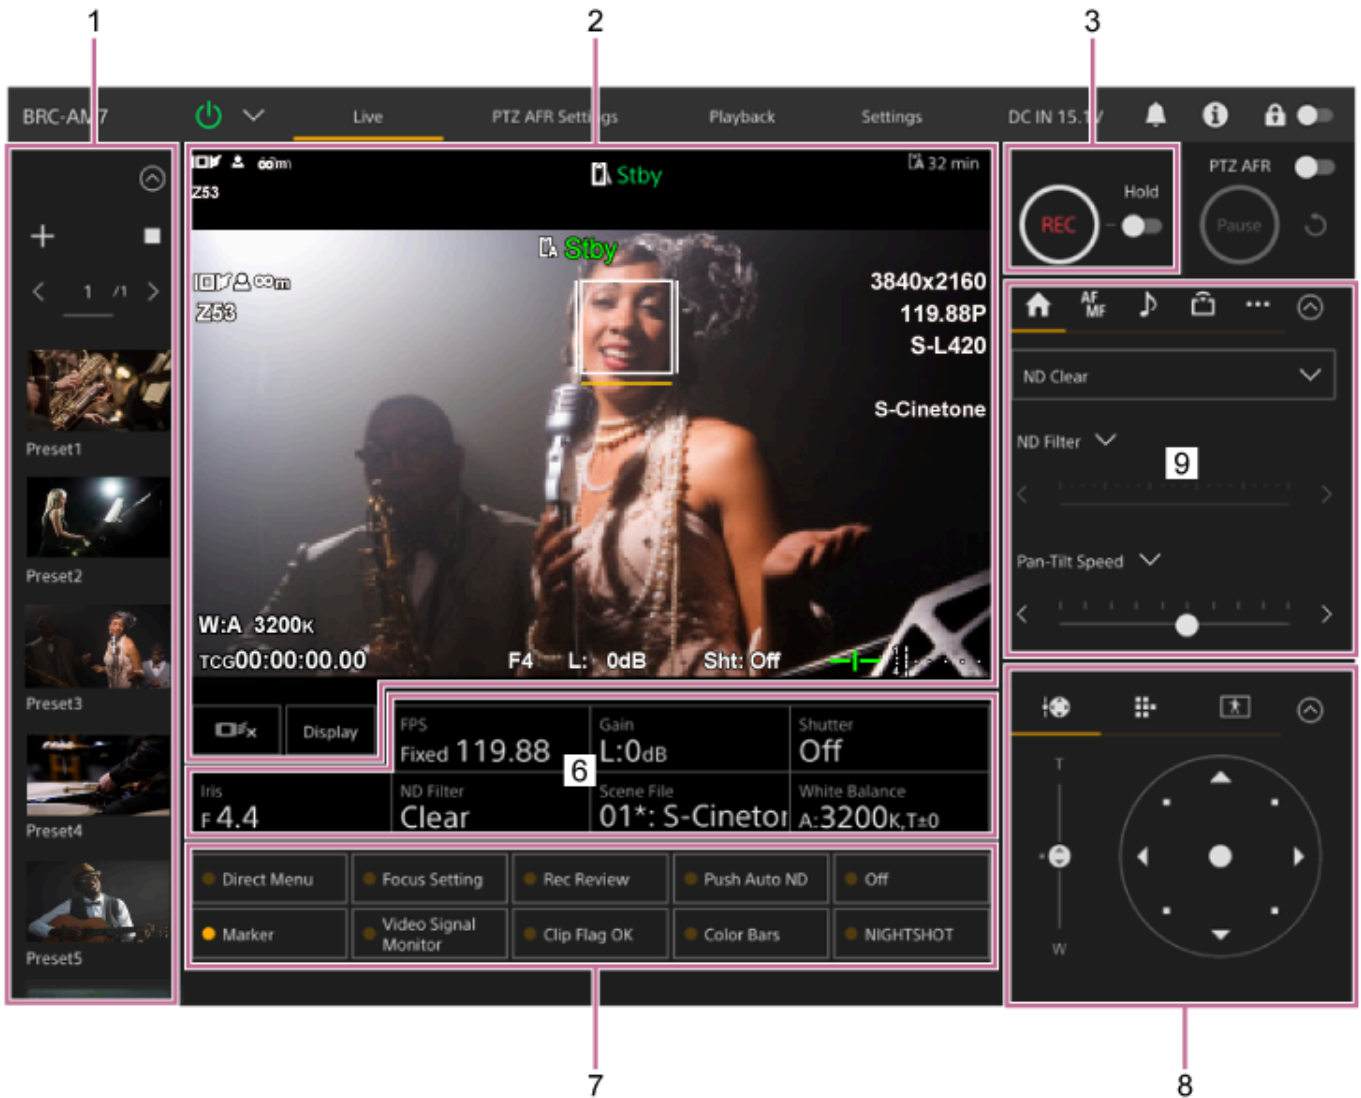 1 2 3
BRC-AM7 Live PTZ AFR Settings Playback Settings DC IN 15.1V
m
Z53
Stby
A 32 min
Hold
REC
PTZ AFR
Pause
1 /1
Preset1
Preset2
Preset3
Preset4
Preset5
A Stby
∞m
Z53
3840x2160
119.88P
S-L420
S-Cinetone
W:A 3200K
TCG00:00:00.00 F4 L: 0dB Sht: Off
AF
MF
ND Clear
ND Filter
9
Pan-Tilt Speed
Display
FPS
Fixed 119.88
Gain
L:0dB
Shutter
Off
6
Iris
F 4.4
ND Filter
Clear
Scene File
01*: S-Cinetor
White Balance
A:3200K,T±0
Direct Menu Focus Setting Rec Review Push Auto ND Off
Marker Video Signal
Monitor Clip Flag OK Color Bars NIGHTSHOT
T
W
7 8